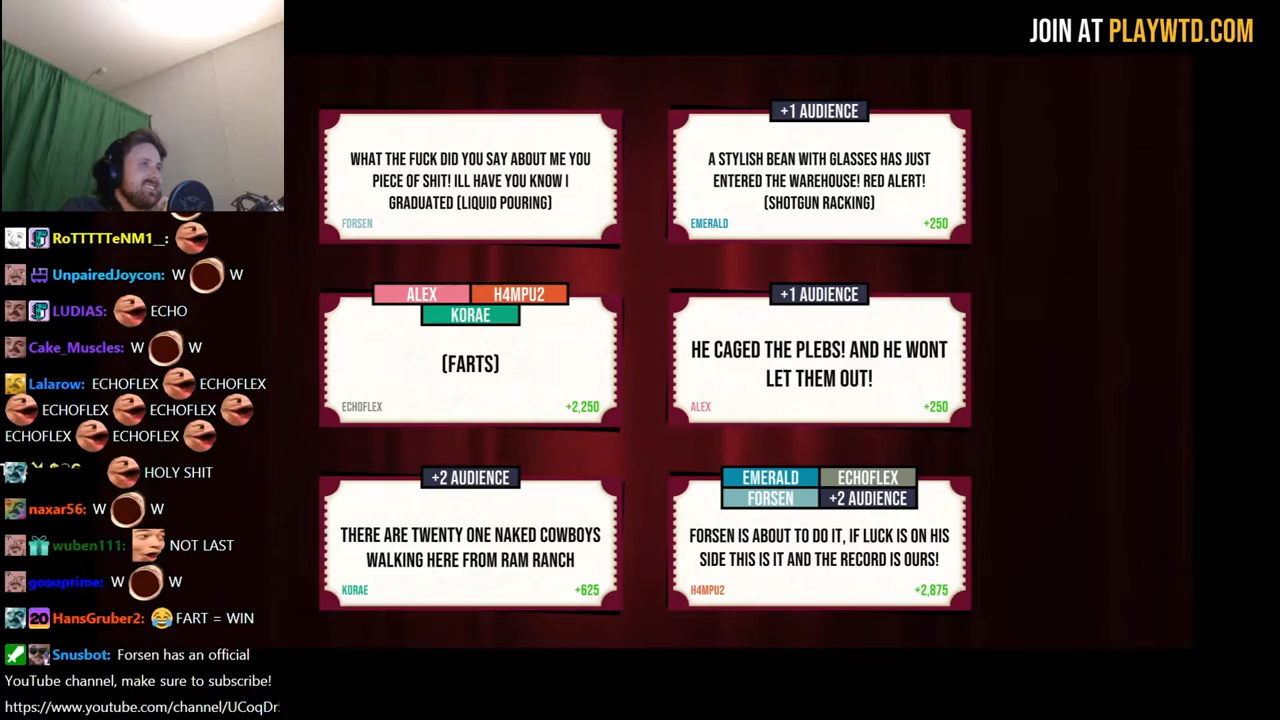 JOIN AT PLAYWTD.COM
WHAT THE FUCK DID YOU SAY ABOUT ME YOU
PIECE OF SHIT! ILL HAVE YOU KNOW I
GRADUATED (LIQUID POURING)
FORSEN
+1 AUDIENCE
A STYLISH BEAN WITH GLASSES HAS JUST
ENTERED THE WAREHOUSE! RED ALERT!
(SHOTGUN RACKING)
EMERALD
+250
ALEX
H4MPU2
KORAE
(FARTS)
ECHOFLEX
+2,250
+1 AUDIENCE
HE CAGED THE PLEBS! AND HE WONT
LET THEM OUT!
ALEX
+250
+2 AUDIENCE
THERE ARE TWENTY ONE NAKED COWBOYS
WALKING HERE FROM RAM RANCH
KORAE
+625
EMERALD
ECHOFLEX
FORSEN
+2 AUDIENCE
FORSEN IS ABOUT TO DO IT, IF LUCK IS ON HIS
SIDE THIS IS IT AND THE RECORD IS OURS!
H4MPU2
+2,875
RoTTTTTeNM1__:
UnpairedJoycon: W W
LUDIAS: ECHO
Cake_Muscles: W W
Lalarow: ECHOFLEX ECHOFLEX
ECHOFLEX ECHOFLEX
ECHOFLEX ECHOFLEX
HOLY SHIT
naxar56: W W
wuben111: NOT LAST
gosuprime: W W
20 HansGruber2: FART = WIN
Snusbot: Forsen has an official
YouTube channel, make sure to subscribe!
https://www.youtube.com/channel/UCoqDr